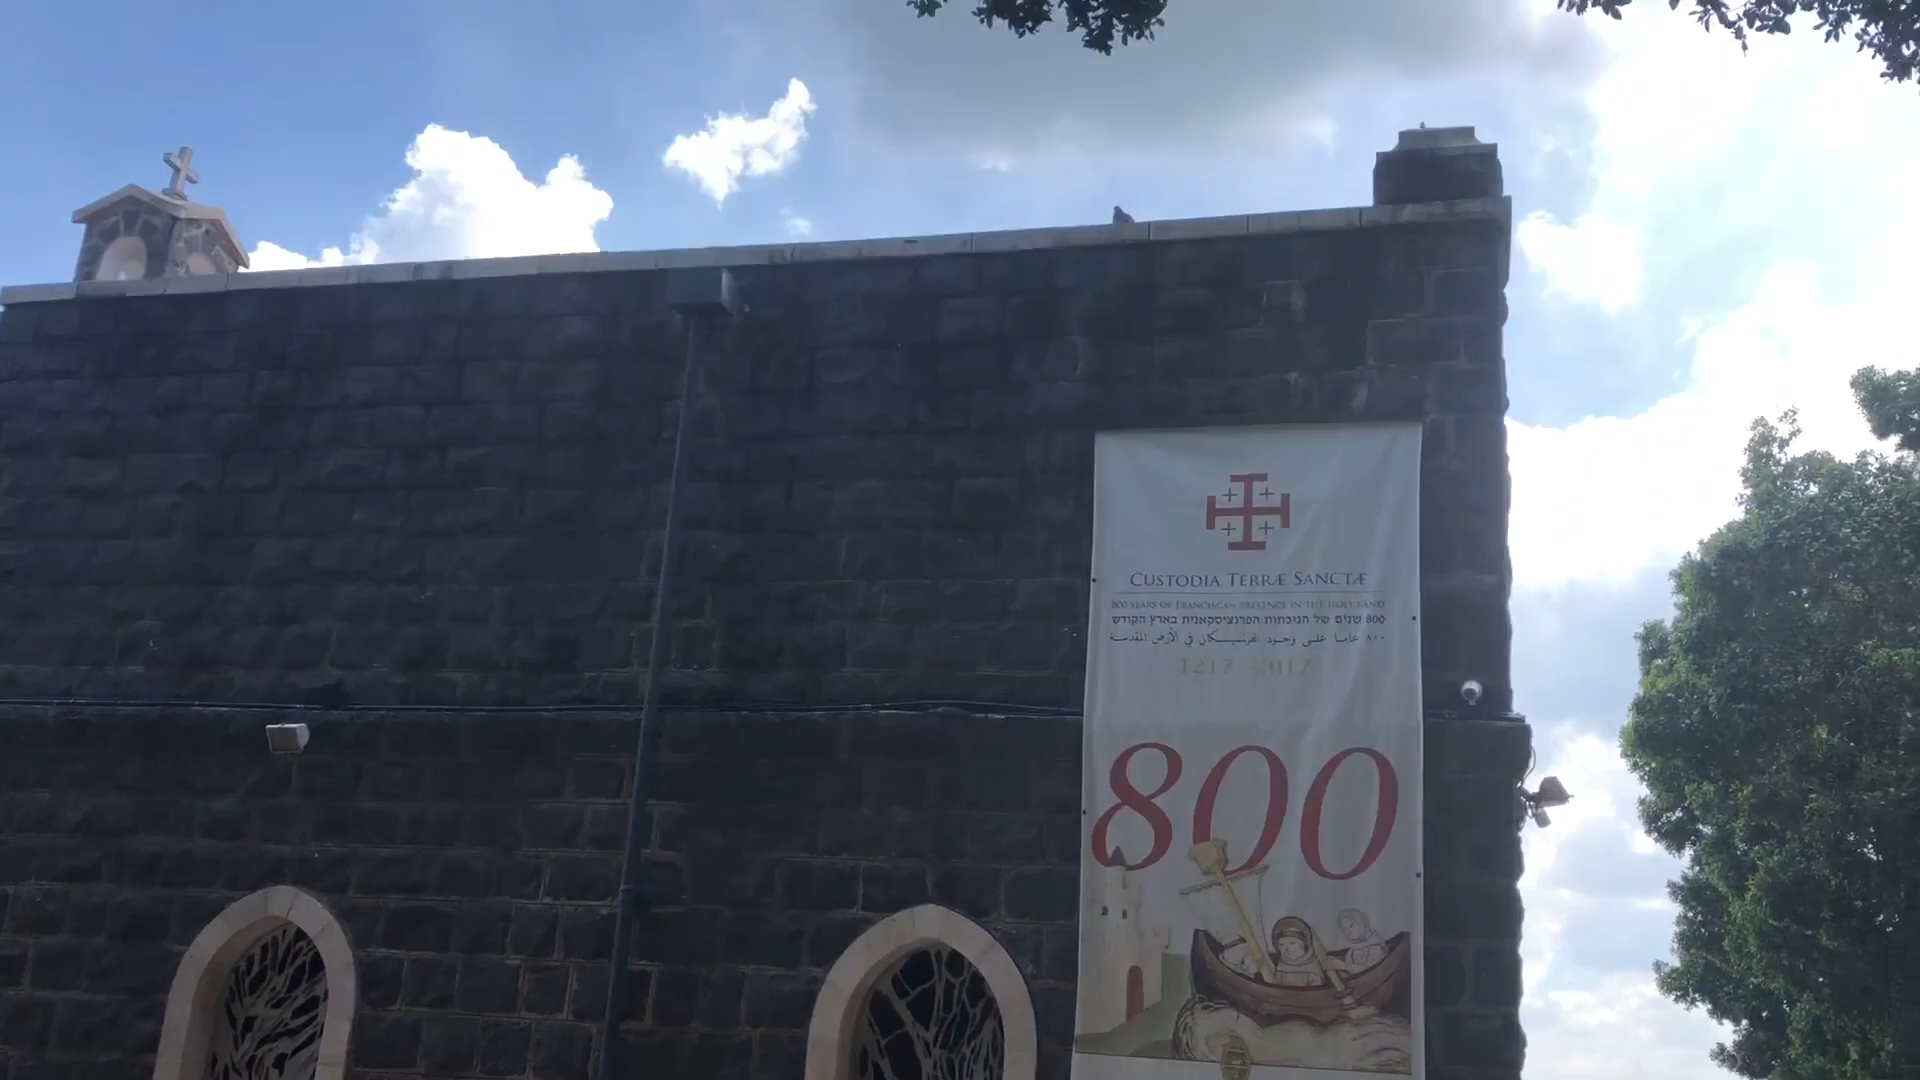 CUSTODIA TERRÆ SANCTÆ
800 YEARS OF FRANCISCAN PRESENCE IN THE HOLY LAND
800 שנים של הנוכחות הפרנציסקאנית בארץ הקודש
٨٠٠ عاما على وجود الفرنسيسكان في الأرض المقدسة
1217 - 2017
800